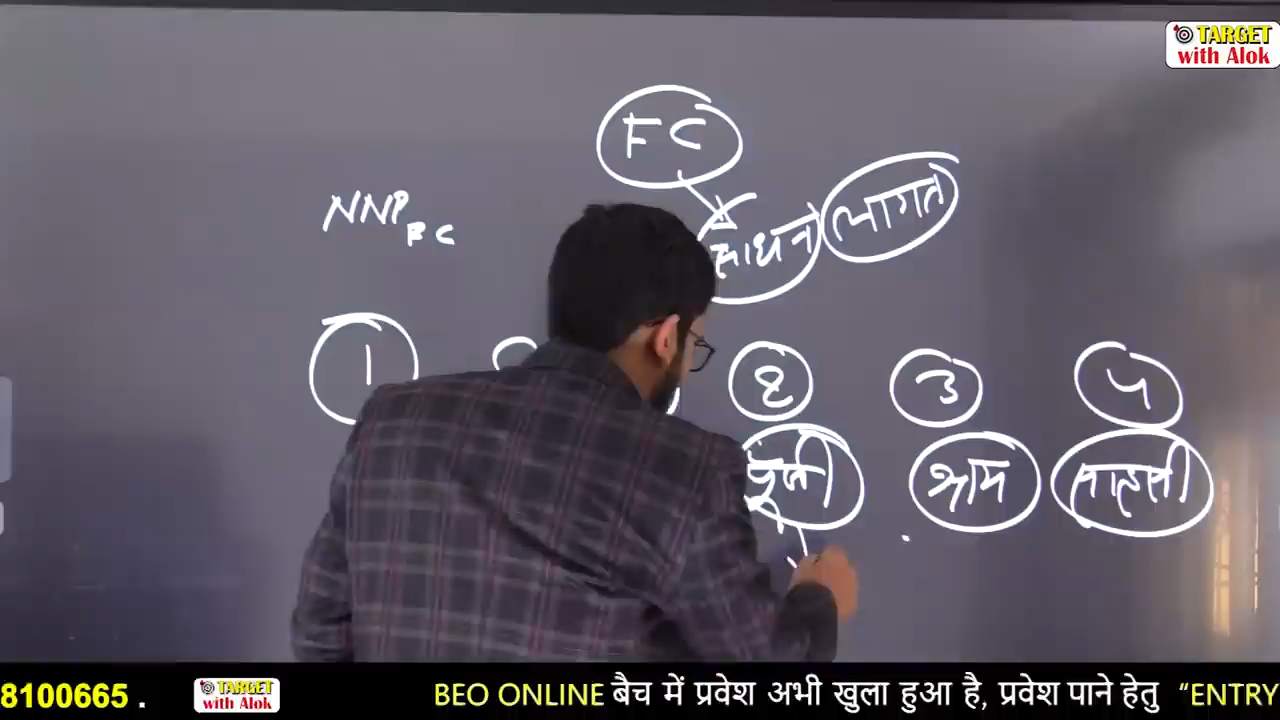 TARGET
with Alok
FC
NNP FC
साधन लागत
1 2 3 4
पूंजी श्रम साहसी
8100665 . TARGET with Alok BEO ONLINE बैच में प्रवेश अभी खुला हुआ है, प्रवेश पाने हेतु “ENTRY